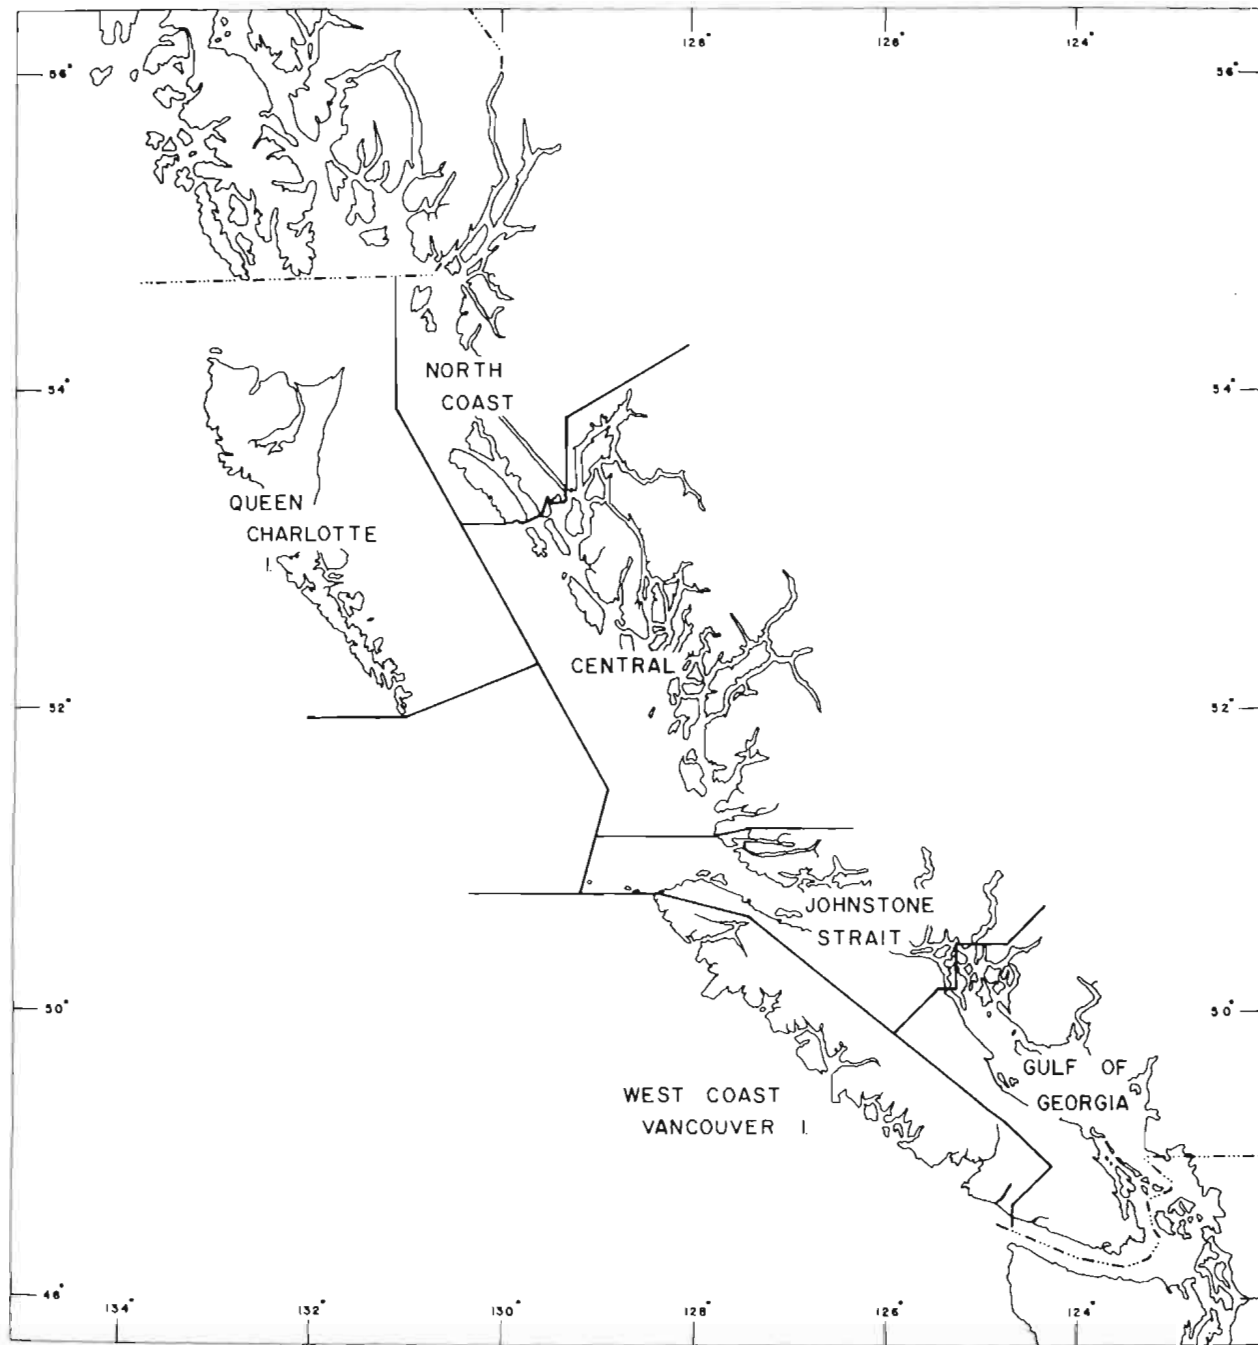 128° 126° 124°
56° 56°
NORTH
COAST
54° 54°
QUEEN
CHARLOTTE
I.
CENTRAL
52° 52°
JOHNSTONE
STRAIT
50° 50°
GULF OF
GEORGIA
WEST COAST
VANCOUVER I.
48° 48°
134° 132° 130° 128° 126° 124°